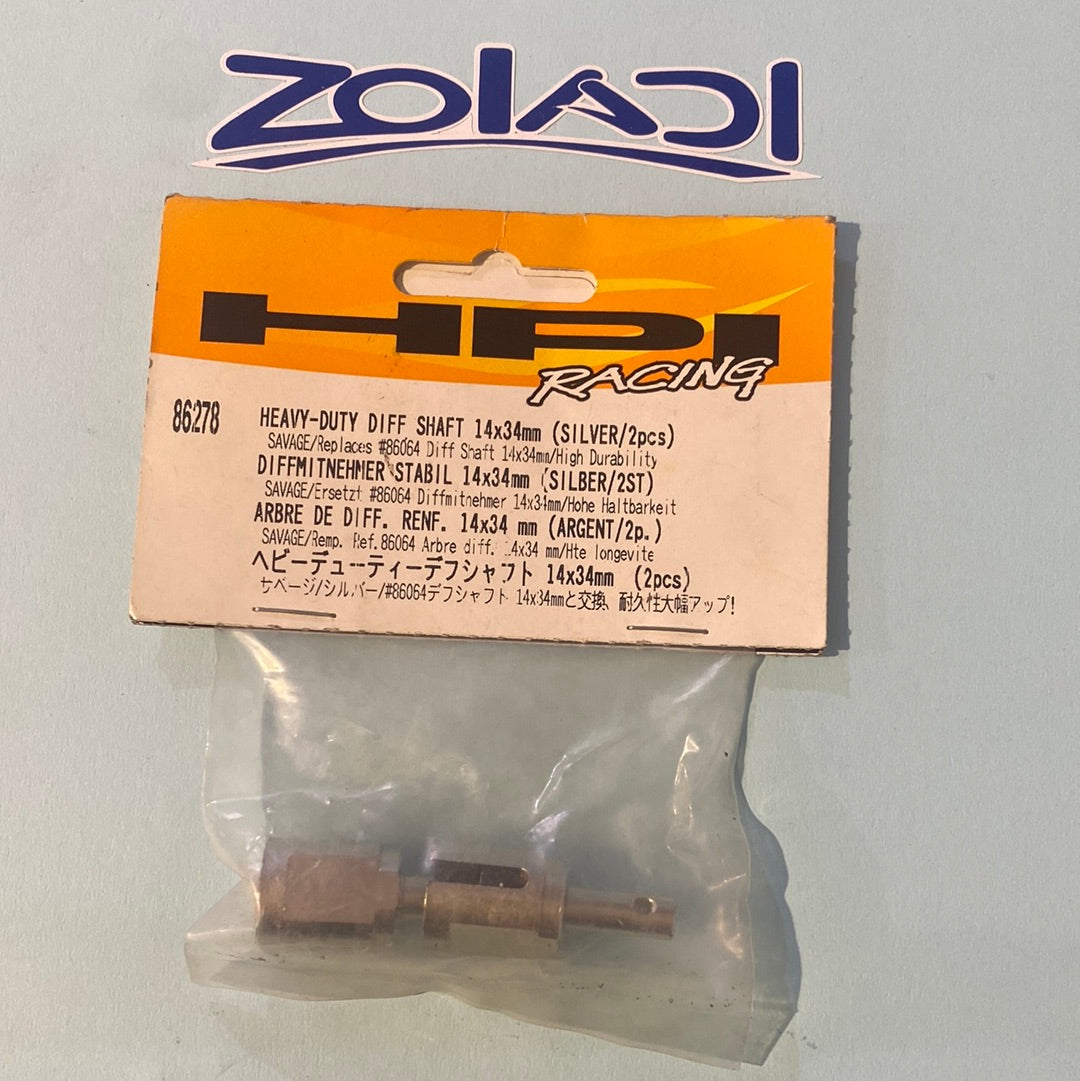 ZOIADI
HPI
RACING
86278
HEAVY-DUTY DIFF SHAFT 14x34mm (SILVER/2pcs)
SAVAGE/Replaces #86064 Diff Shaft 14x34mm/High Durability
DIFFMITNEHMER STABIL 14x34mm (SILBER/2ST)
SAVAGE/Ersetzt #86064 Diffmitnehmer 14x34mm/Hohe Haltbarkeit
ARBRE DE DIFF. RENF. 14x34 mm (ARGENT/2p.)
SAVAGE/Remp. Ref.86064 Arbre diff. 14x34 mm/Hte longevite
ヘビーデューティーデフシャフト 14x34mm (2pcs)
サベージ/シルバー/#86064デフシャフト 14x34mmと交換、耐久性大幅アップ!